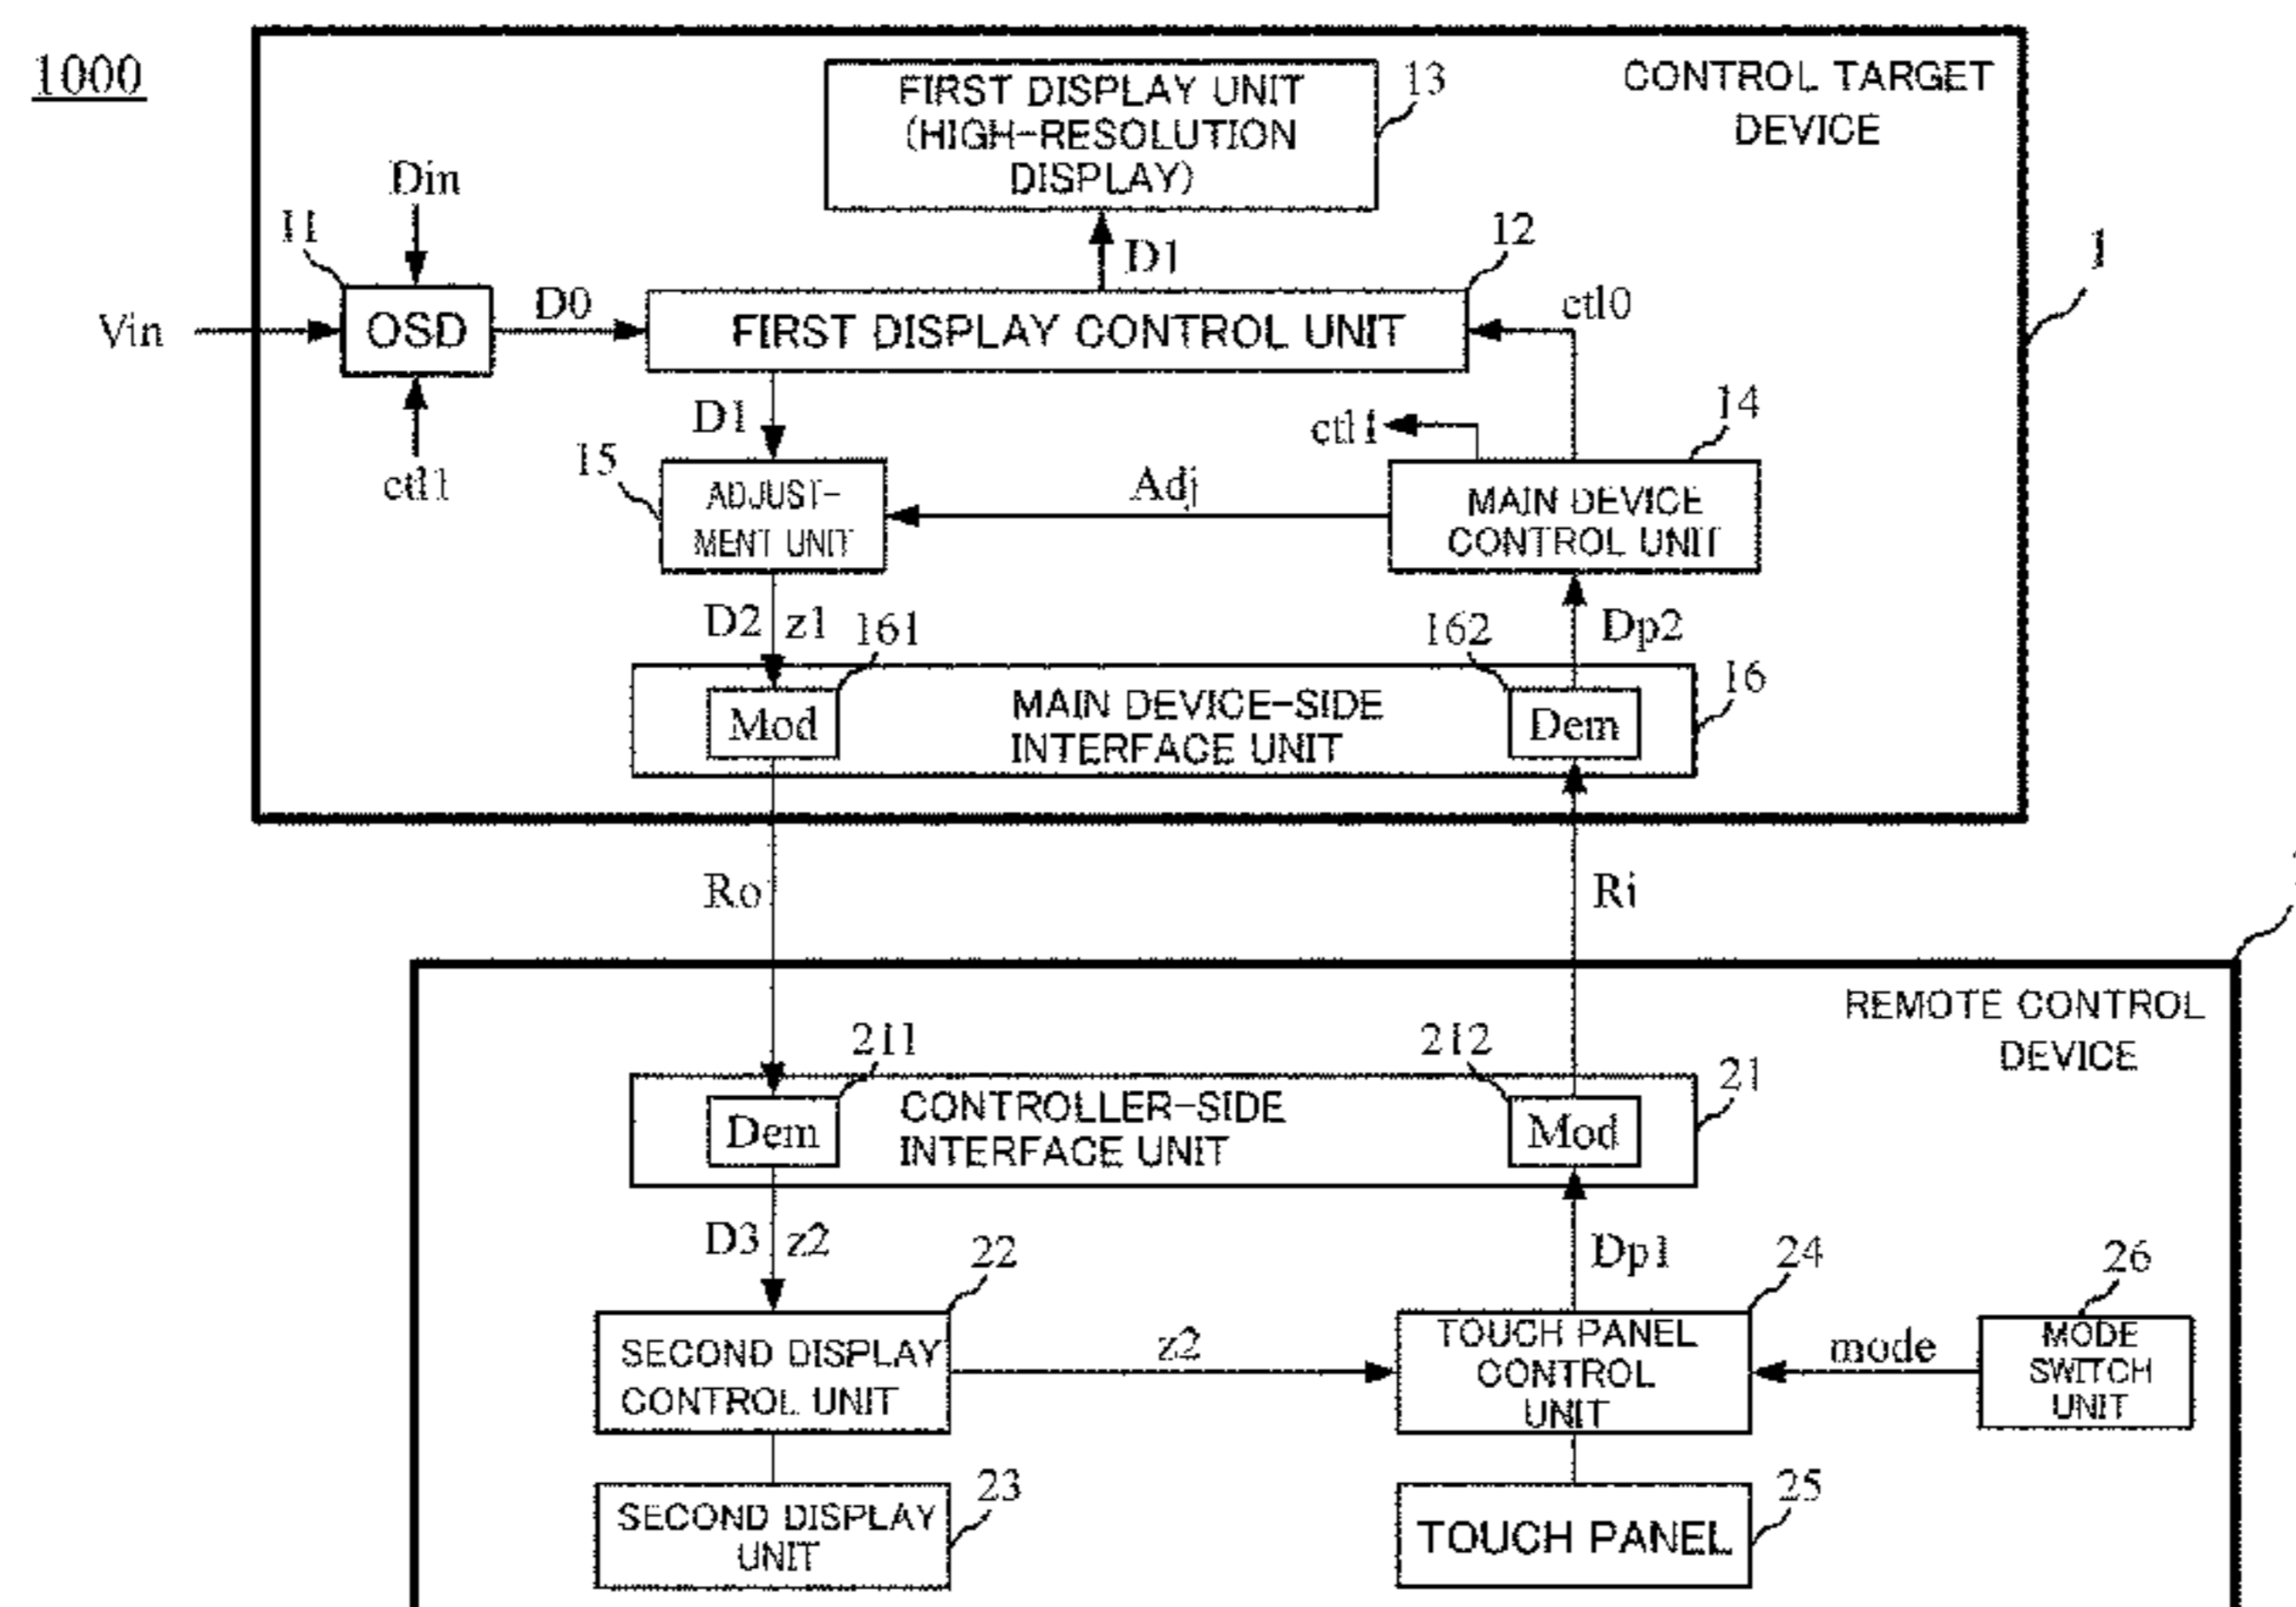 1000
CONTROL TARGET
DEVICE
FIRST DISPLAY UNIT
(HIGH-RESOLUTION
DISPLAY)
13
Din
11
Vin
OSD
D0
ctl1
D1
12
FIRST DISPLAY CONTROL UNIT
ctl0
1
D1
ctl1
14
15
ADJUST-
MENT UNIT
Adj
MAIN DEVICE
CONTROL UNIT
D2 z1
161
162
Dp2
16
Mod
MAIN DEVICE-SIDE
INTERFACE UNIT
Dem
Ro
Ri
REMOTE CONTROL
DEVICE
211
212
21
Dem
CONTROLLER-SIDE
INTERFACE UNIT
Mod
D3 z2
22
Dp1
24
26
SECOND DISPLAY
CONTROL UNIT
z2
TOUCH PANEL
CONTROL
UNIT
mode
MODE
SWITCH
UNIT
23
SECOND DISPLAY
UNIT
25
TOUCH PANEL